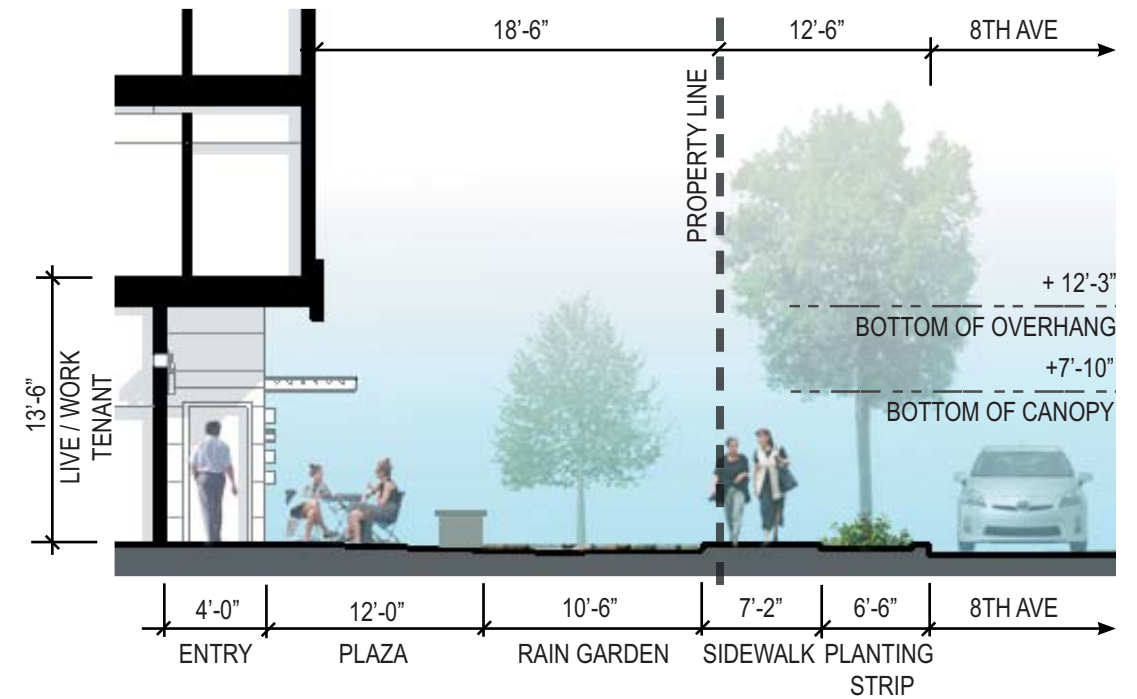 18’-6”
12’-6”
8TH AVE
PROPERTY LINE
+ 12’-3”
BOTTOM OF OVERHANG
+7’-10”
BOTTOM OF CANOPY
13’-6”
LIVE / WORK
TENANT
4’-0”
12’-0”
10’-6”
7’-2”
6’-6”
8TH AVE
ENTRY
PLAZA
RAIN GARDEN
SIDEWALK
PLANTING
STRIP